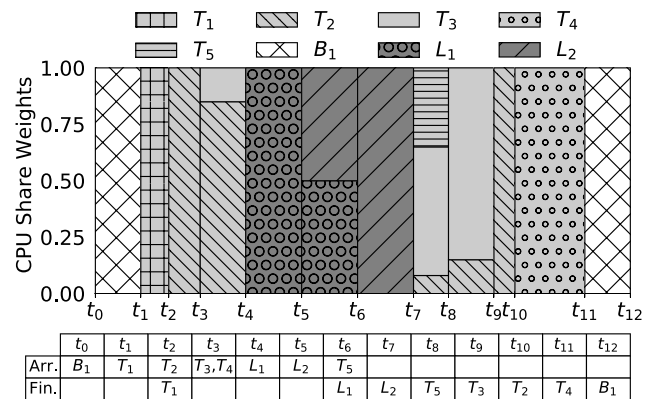 T1 T2 T3 T4
T5 B1 L1 L2
1.00
0.75
0.50
0.25
0.00
CPU Share Weights
t0 t1 t2 t3 t4 t5 t6 t7 t8 t9 t10 t11 t12
t0 t1 t2 t3 t4 t5 t6 t7 t8 t9 t10 t11 t12
Arr. B1 T1 T2 T3,T4 L1 L2 T5
Fin. T1 L1 L2 T5 T3 T2 T4 B1